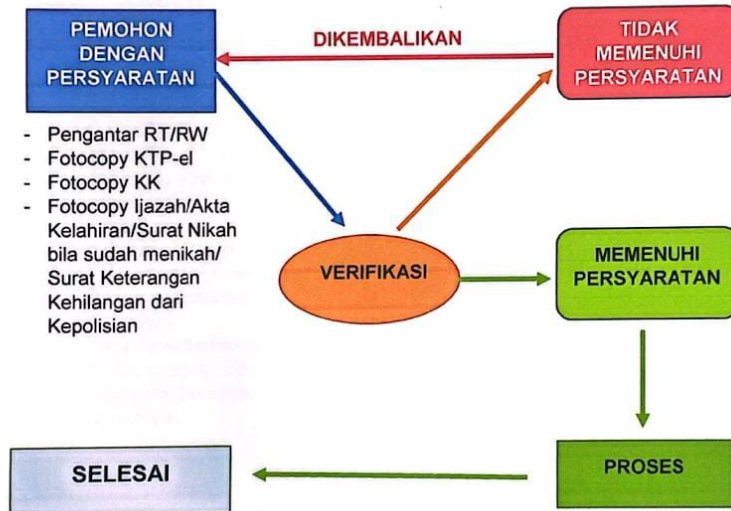 PEMOHON
DENGAN
PERSYARATAN
DIKEMBALIKAN
TIDAK
MEMENUHI
PERSYARATAN
- Pengantar RT/RW
- Fotocopy KTP-el
- Fotocopy KK
- Fotocopy Ijazah/Akta
Kelahiran/Surat Nikah
bila sudah menikah/
Surat Keterangan
Kehilangan dari
Kepolisian
VERIFIKASI
MEMENUHI
PERSYARATAN
PROSES
SELESAI